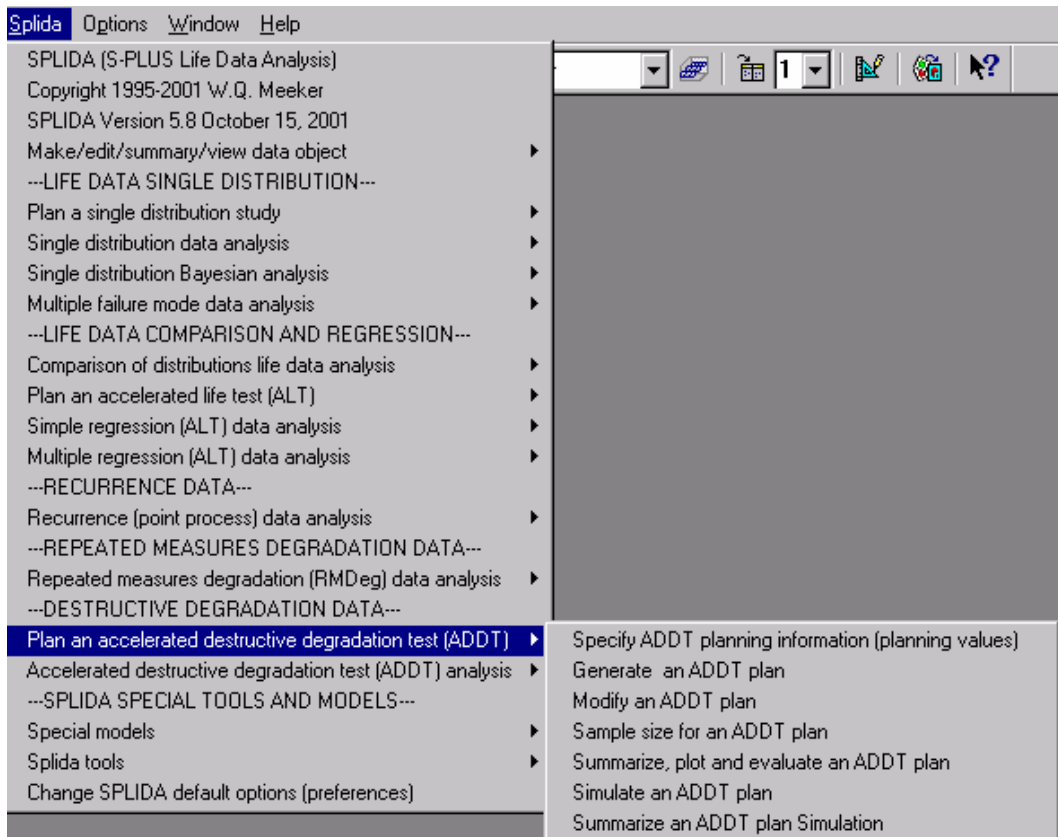 Splida Options Window Help
1
SPLIDA (S-PLUS Life Data Analysis)
Copyright 1995-2001 W.Q. Meeker
SPLIDA Version 5.8 October 15, 2001
Make/edit/summary/view data object
---LIFE DATA SINGLE DISTRIBUTION---
Plan a single distribution study
Single distribution data analysis
Single distribution Bayesian analysis
Multiple failure mode data analysis
---LIFE DATA COMPARISON AND REGRESSION---
Comparison of distributions life data analysis
Plan an accelerated life test (ALT)
Simple regression (ALT) data analysis
Multiple regression (ALT) data analysis
---RECURRENCE DATA---
Recurrence (point process) data analysis
---REPEATED MEASURES DEGRADATION DATA---
Repeated measures degradation (RMDeg) data analysis
---DESTRUCTIVE DEGRADATION DATA---
Plan an accelerated destructive degradation test (ADDT)
Accelerated destructive degradation test (ADDT) analysis
---SPLIDA SPECIAL TOOLS AND MODELS---
Special models
Splida tools
Change SPLIDA default options (preferences)
Specify ADDT planning information (planning values)
Generate an ADDT plan
Modify an ADDT plan
Sample size for an ADDT plan
Summarize, plot and evaluate an ADDT plan
Simulate an ADDT plan
Summarize an ADDT plan Simulation